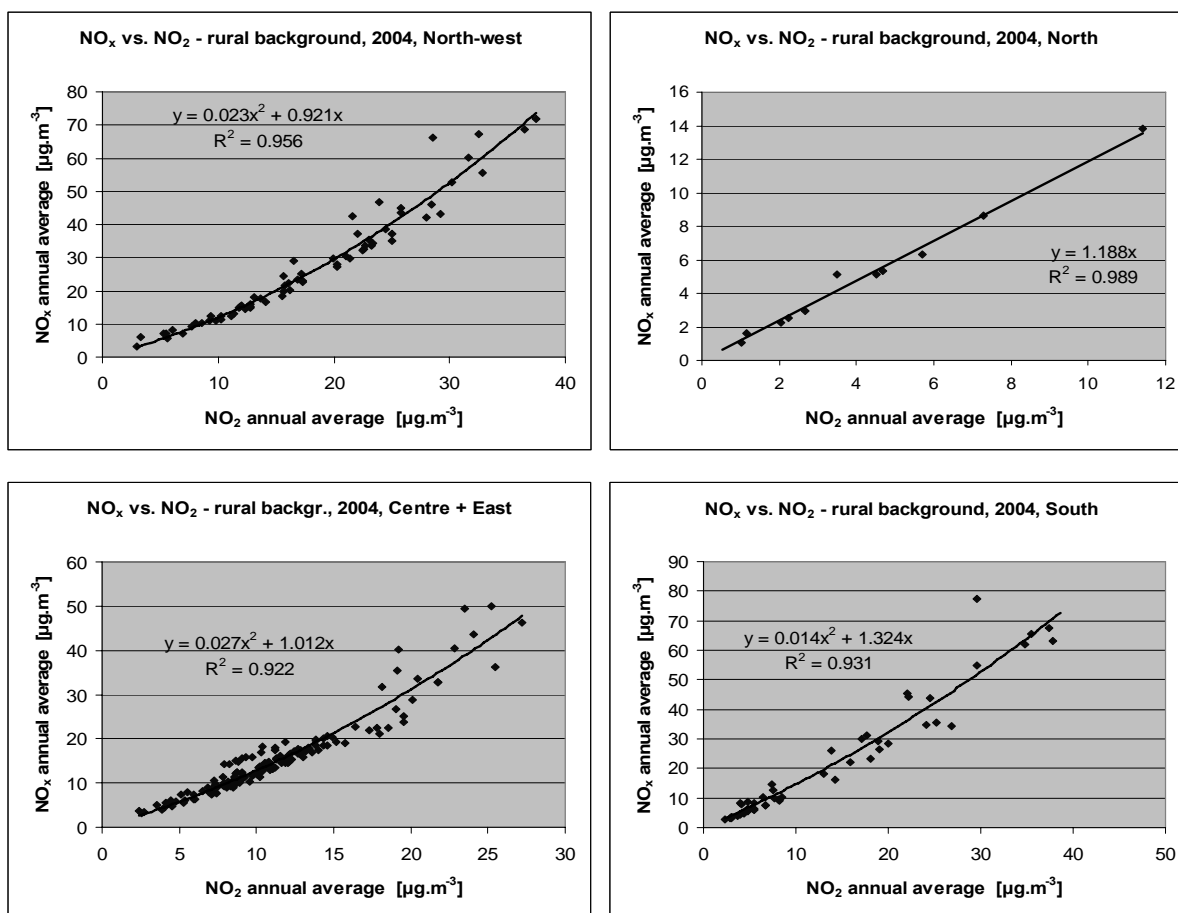 NOx vs. NO2 - rural background, 2004, North-west
80
70
60
50
40
30
20
10
0
0 10 20 30 40
y = 0.023x² + 0.921x
R² = 0.956
NOx annual average [µg.m⁻³]
NO2 annual average [µg.m⁻³]
NOx vs. NO2 - rural background, 2004, North
16
14
12
10
8
6
4
2
0
0 2 4 6 8 10 12
y = 1.188x
R² = 0.989
NOx annual average [µg.m⁻³]
NO2 annual average [µg.m⁻³]
NOx vs. NO2 - rural backgr., 2004, Centre + East
60
50
40
30
20
10
0
0 5 10 15 20 25 30
y = 0.027x² + 1.012x
R² = 0.922
NOx annual average [µg.m⁻³]
NO2 annual average [µg.m⁻³]
NOx vs. NO2 - rural background, 2004, South
90
80
70
60
50
40
30
20
10
0
0 10 20 30 40 50
y = 0.014x² + 1.324x
R² = 0.931
NOx annual average [µg.m⁻³]
NO2 annual average [µg.m⁻³]